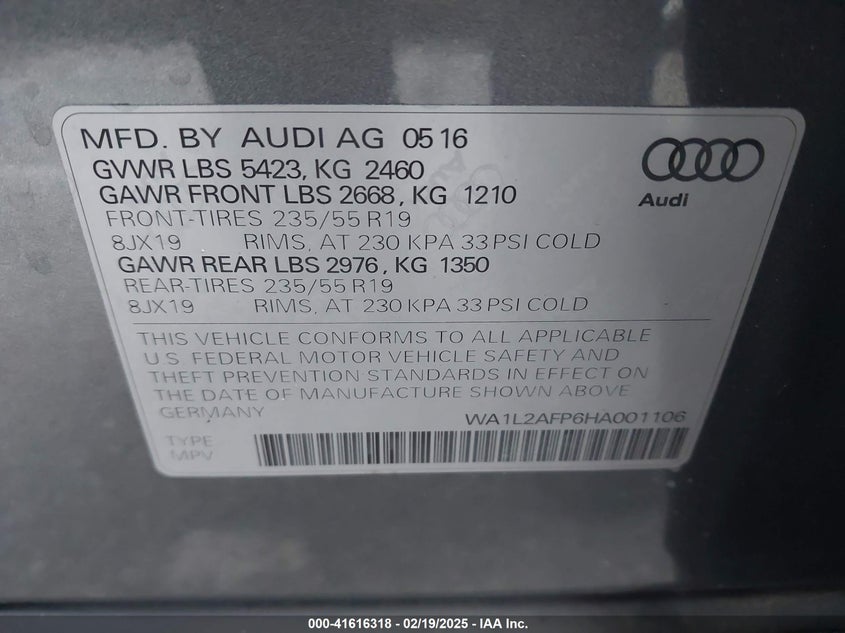 MFD. BY AUDI AG 05 16
GVWR LBS 5423, KG 2460
GAWR FRONT LBS 2668, KG 1210
FRONT-TIRES 235/55 R19
8JX19 RIMS, AT 230 KPA 33 PSI COLD
GAWR REAR LBS 2976, KG 1350
REAR-TIRES 235/55 R19
8JX19 RIMS, AT 230 KPA 33 PSI COLD
Audi
THIS VEHICLE CONFORMS TO ALL APPLICABLE
U.S. FEDERAL MOTOR VEHICLE SAFETY AND
THEFT PREVENTION STANDARDS IN EFFECT ON
THE DATE OF MANUFACTURE SHOWN ABOVE
GERMANY WA1L2AFP6HA001106
TYPE
MPV
000-41616318 - 02/19/2025 - IAA Inc.